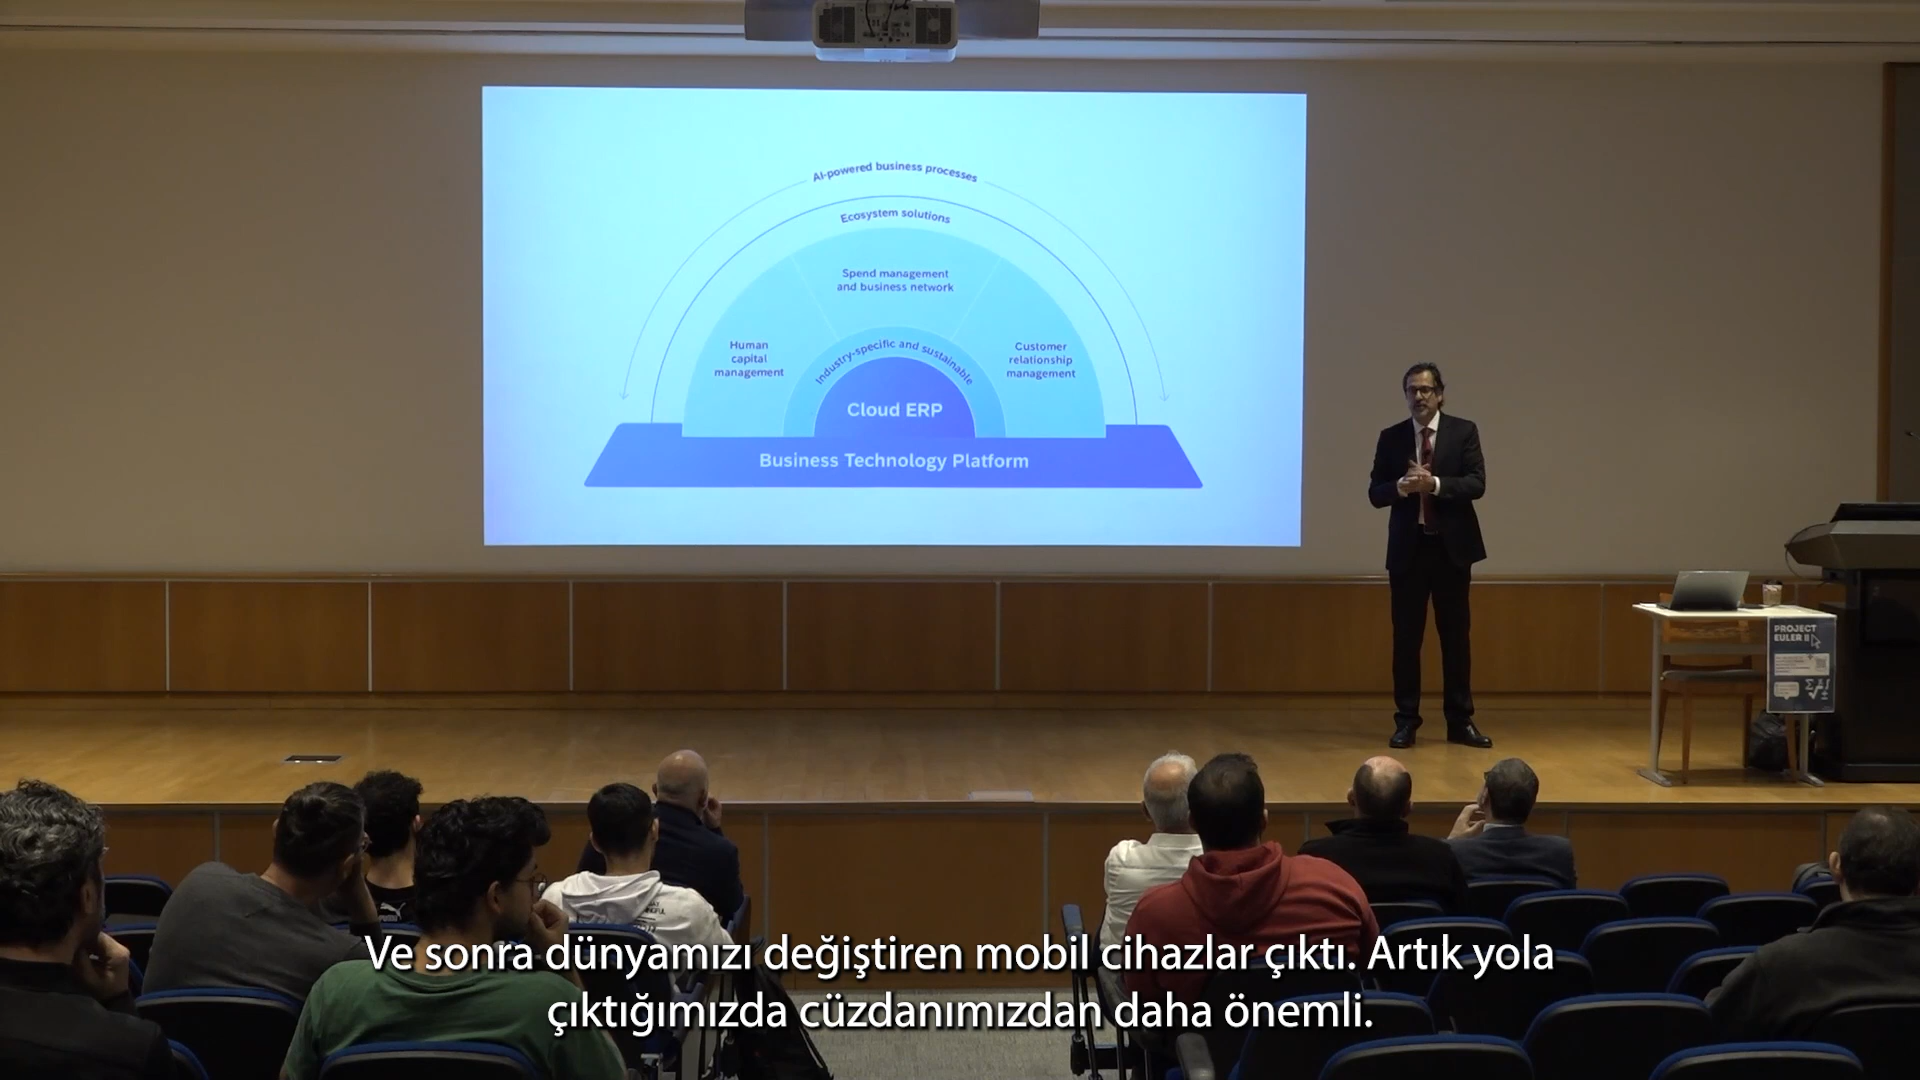 AI-powered business processes
Ecosystem solutions
Spend management
and business network
Human
capital
management
Industry-specific and sustainable
Customer
relationship
management
Cloud ERP
Business Technology Platform
PROJECT
EULER II
Ve sonra dünyamızı değiştiren mobil cihazlar çıktı. Artık yola
çıktığımızda cüzdanımızdan daha önemli.